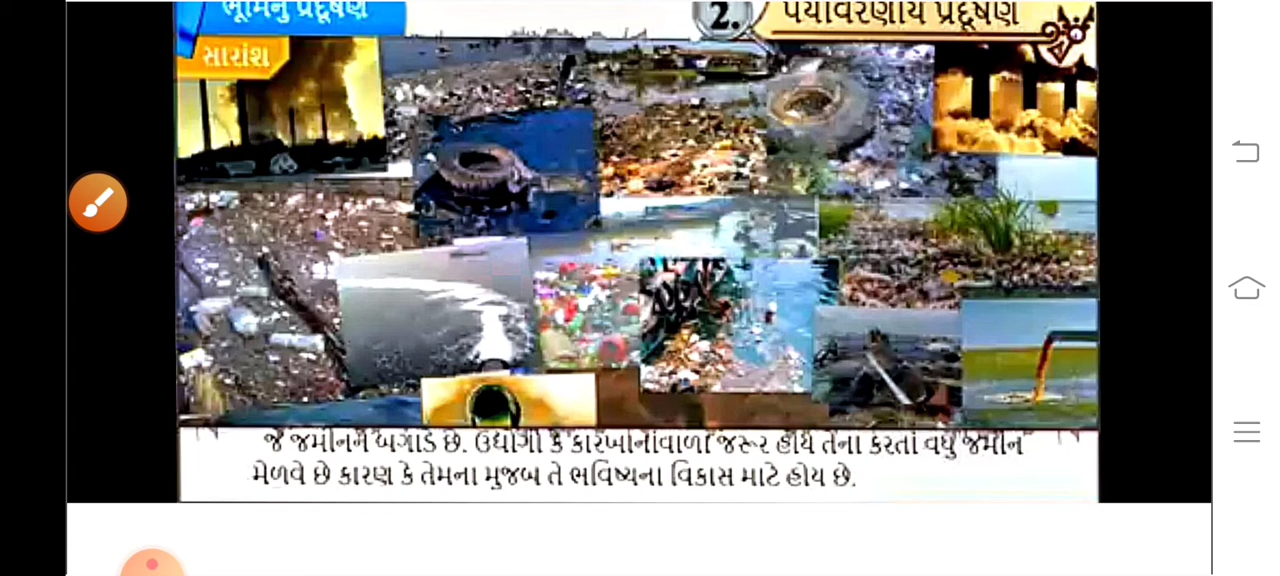 ભૂમિનું પ્રદૂષણ
2. પર્યાવરણીય પ્રદૂષણ
સારાંશ
જે જમીનને બગાડે છે. ઉદ્યોગો કે કારખાનાંવાળા જરૂર હોય તેના કરતાં વધુ જમીન
મેળવે છે કારણ કે તેમના મુજબ તે ભવિષ્યના વિકાસ માટે હોય છે.